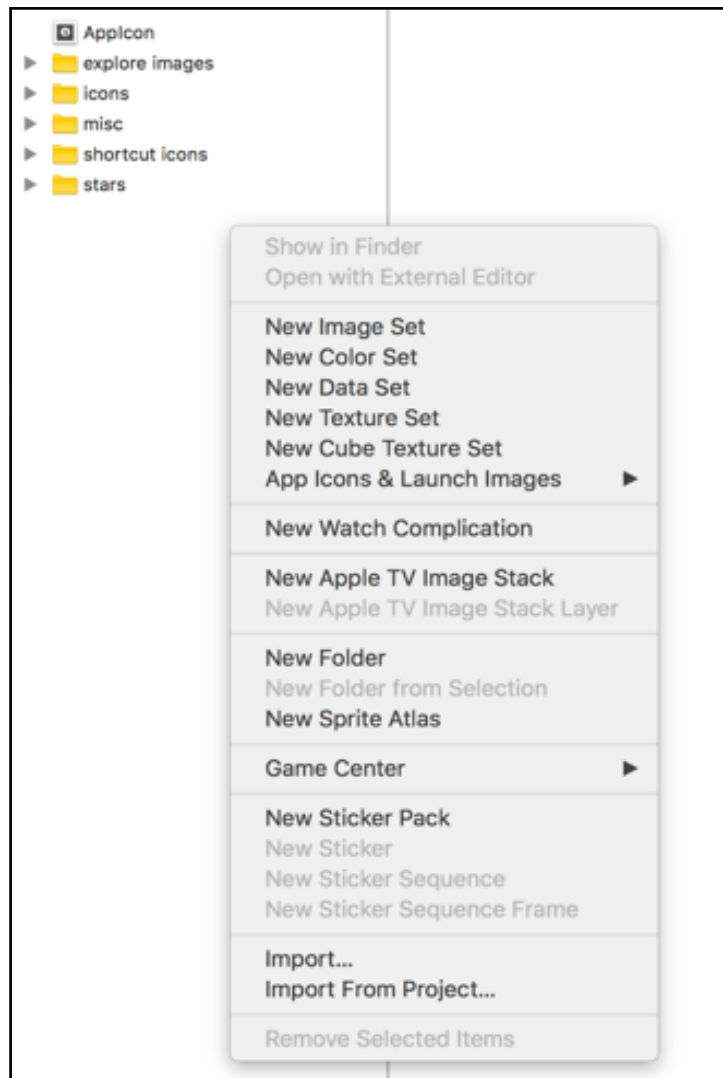 AppIcon
explore images
icons
misc
shortcut icons
stars
Show in Finder
Open with External Editor
New Image Set
New Color Set
New Data Set
New Texture Set
New Cube Texture Set
App Icons & Launch Images
New Watch Complication
New Apple TV Image Stack
New Apple TV Image Stack Layer
New Folder
New Folder from Selection
New Sprite Atlas
Game Center
New Sticker Pack
New Sticker
New Sticker Sequence
New Sticker Sequence Frame
Import...
Import From Project...
Remove Selected Items